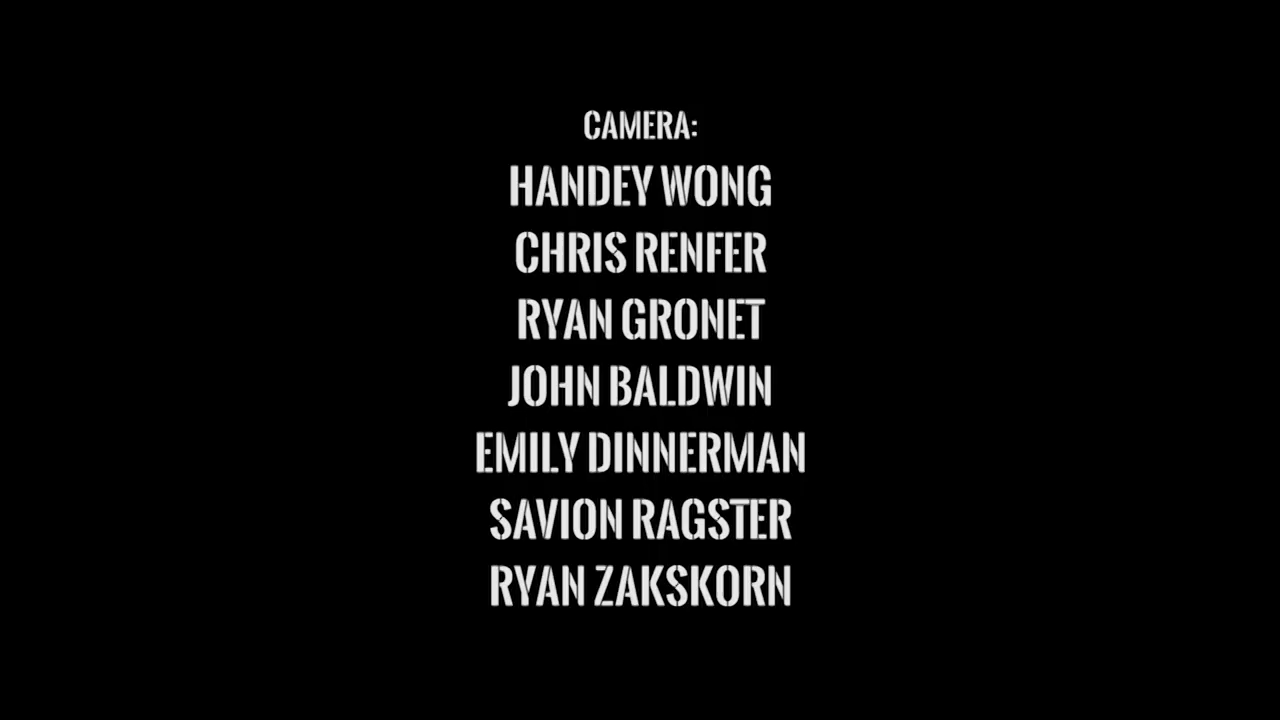 CAMERA:
HANDEY WONG
CHRIS RENFER
RYAN GRONET
JOHN BALDWIN
EMILY DINNERMAN
SAVION RAGSTER
RYAN ZAKSKORN